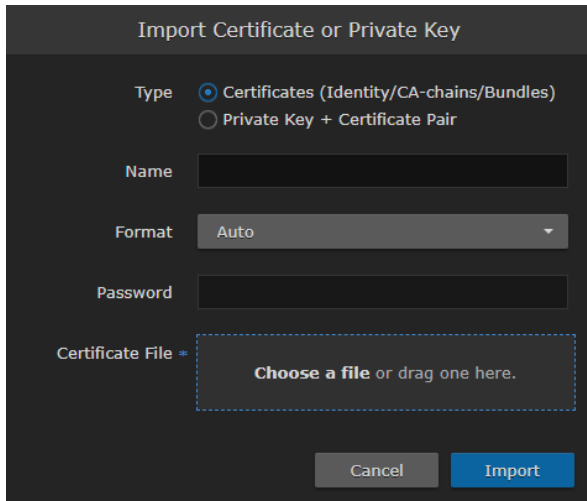 Import Certificate or Private Key
Type
Certificates (Identity/CA-chains/Bundles)
Private Key + Certificate Pair
Name
Format
Auto
Password
Certificate File *
Choose a file or drag one here.
Cancel
Import